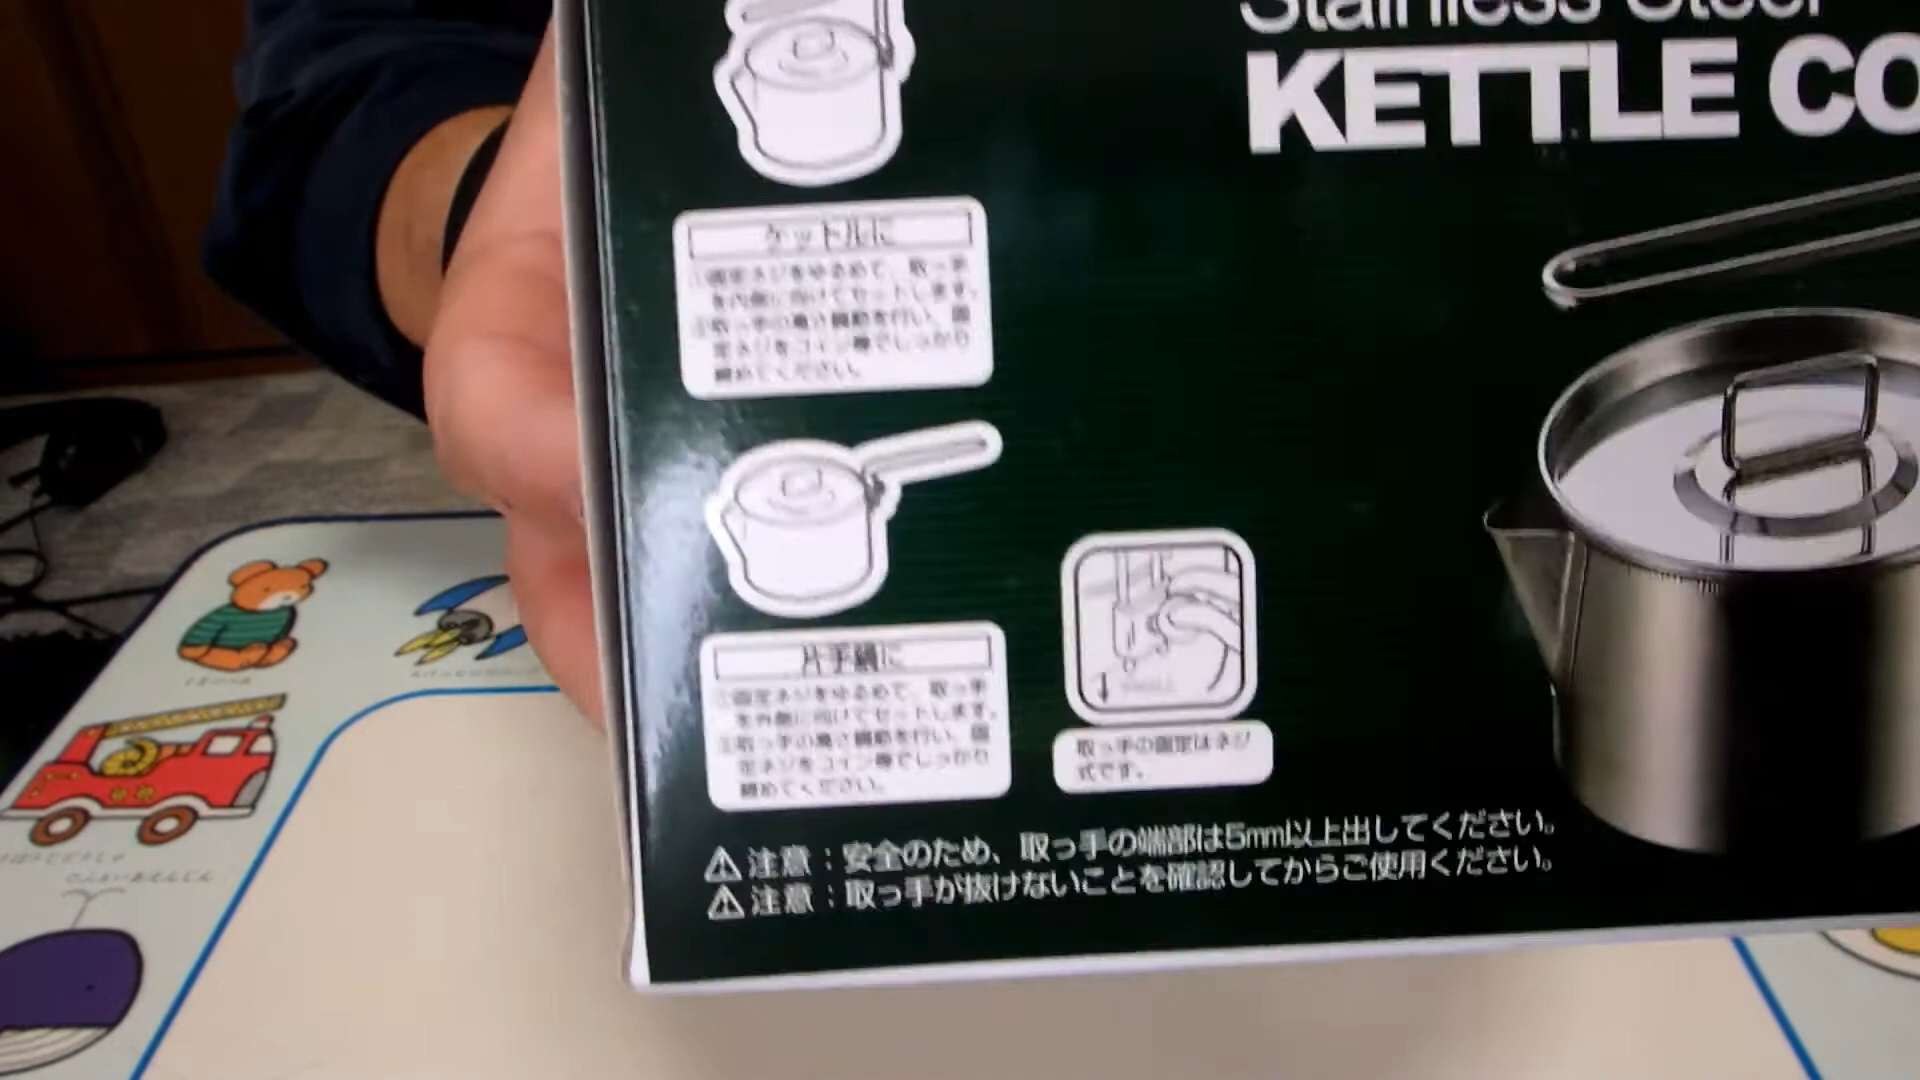 Stainless Steel
KETTLE CO
ケットルに
①固定ネジをゆるめて、取っ手
を内側に向けてセットします。
②取っ手の高さ調節を行い、固
定ネジをコイン等でしっかり
締めてください。
片手鍋に
①固定ネジをゆるめて、取っ手
を外側に向けてセットします。
②取っ手の高さ調節を行い、固
定ネジをコイン等でしっかり
締めてください。
取っ手の固定はネジ
式です。
⚠注意：安全のため、取っ手の端部は5mm以上出してください。
⚠注意：取っ手が抜けないことを確認してからご使用ください。